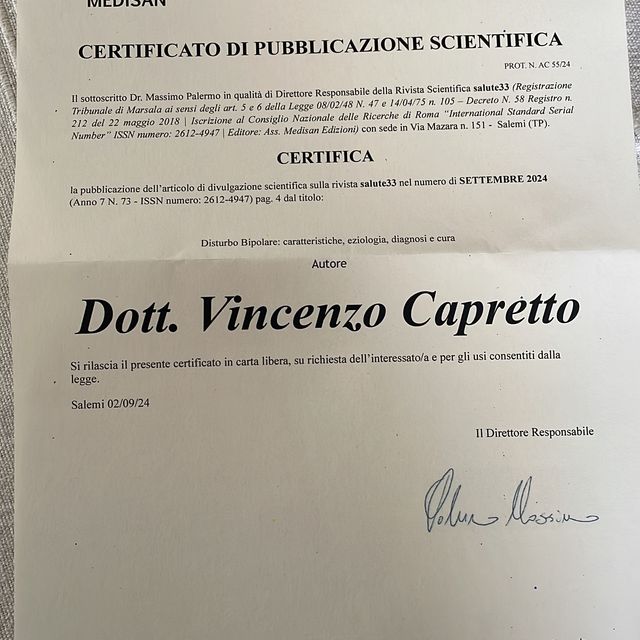 MEDISAN
CERTIFICATO DI PUBBLICAZIONE SCIENTIFICA
PROT. N. AC 55/24
Il sottoscritto Dr. Massimo Palermo in qualità di Direttore Responsabile della Rivista Scientifica salute33 (Registrazione
Tribunale di Marsala ai sensi degli art. 5 e 6 della Legge 08/02/48 N. 47 e 14/04/75 n. 105 – Decreto N. 58 Registro n.
212 del 22 maggio 2018 | Iscrizione al Consiglio Nazionale delle Ricerche di Roma "International Standard Serial
Number" ISSN numero: 2612-4947 | Editore: Ass. Medisan Edizioni) con sede in Via Mazara n. 151 - Salemi (TP).
CERTIFICA
la pubblicazione dell'articolo di divulgazione scientifica sulla rivista salute33 nel numero di SETTEMBRE 2024
(Anno 7 N. 73 - ISSN numero: 2612-4947) pag. 4 dal titolo:
Disturbo Bipolare: caratteristiche, eziologia, diagnosi e cura
Autore
Dott. Vincenzo Capretto
Si rilascia il presente certificato in carta libera, su richiesta dell'interessato/a e per gli usi consentiti dalla
legge.
Salemi 02/09/24
Il Direttore Responsabile